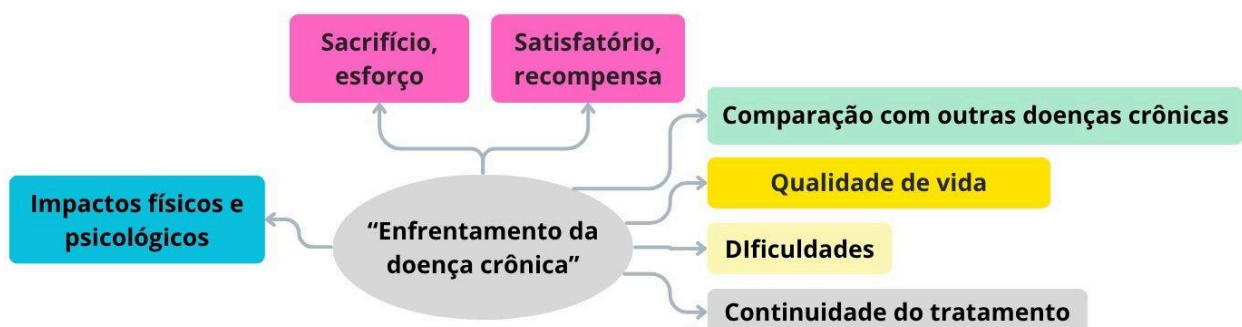 Sacrifício,
esforço
Satisfatório,
recompensa
Comparação com outras doenças crônicas
Impactos físicos e
psicológicos
“Enfrentamento da
doença crônica”
Qualidade de vida
DIficuldades
Continuidade do tratamento